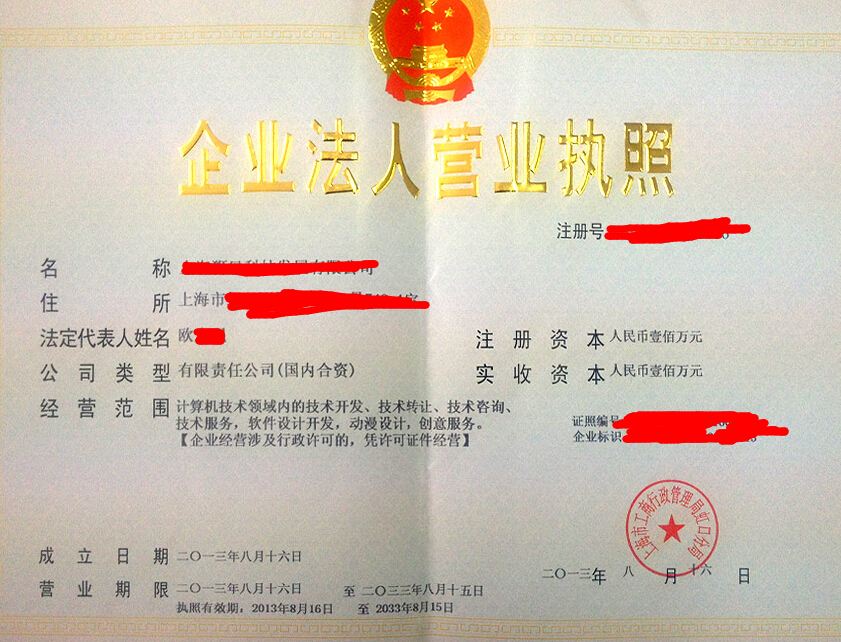 企业法人营业执照
注册号
名称
住所 上海市
法定代表人姓名 欧
注册资本 人民币壹佰万元
公司类型 有限责任公司(国内合资)
实收资本 人民币壹佰万元
经营范围 计算机技术领域内的技术开发、技术转让、技术咨询、
技术服务，软件设计开发，动漫设计，创意服务。
【企业经营涉及行政许可的，凭许可证件经营】
证照编号
企业标识
上海市工商行政管理局虹口分局
成立日期 二〇一三年八月十六日
营业期限 二〇一三年八月十六日 至 二〇三三年八月十五日
执照有效期，2013年8月16日 至 2033年8月15日
二〇一三年 八 月 十六 日